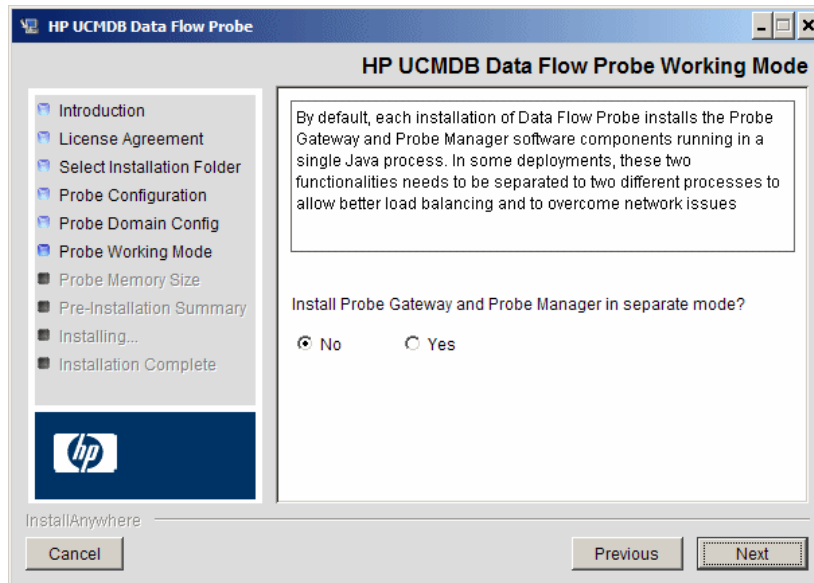 HP UCMDB Data Flow Probe
HP UCMDB Data Flow Probe Working Mode
Introduction
License Agreement
Select Installation Folder
Probe Configuration
Probe Domain Config
Probe Working Mode
Probe Memory Size
Pre-Installation Summary
Installing...
Installation Complete
By default, each installation of Data Flow Probe installs the Probe
Gateway and Probe Manager software components running in a
single Java process. In some deployments, these two
functionalities needs to be separated to two different processes to
allow better load balancing and to overcome network issues
Install Probe Gateway and Probe Manager in separate mode?
No Yes
hp
InstallAnywhere
Cancel Previous Next